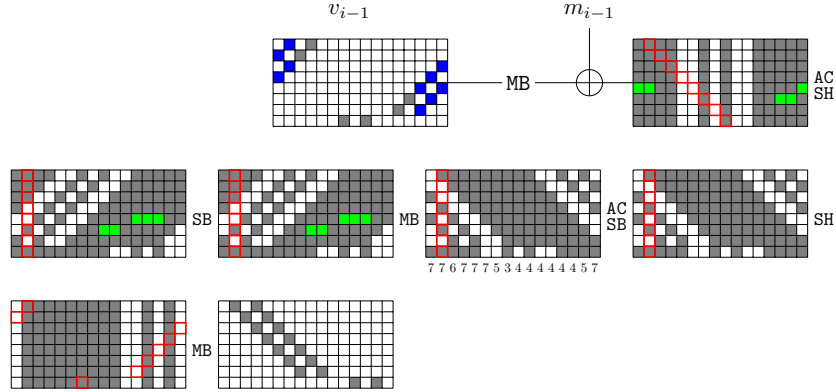 v_{i−1} m_{i−1}
MB
AC
SH
SB MB AC
SB SH
7 7 6 7 7 7 5 3 4 4 4 4 4 4 5 7
MB